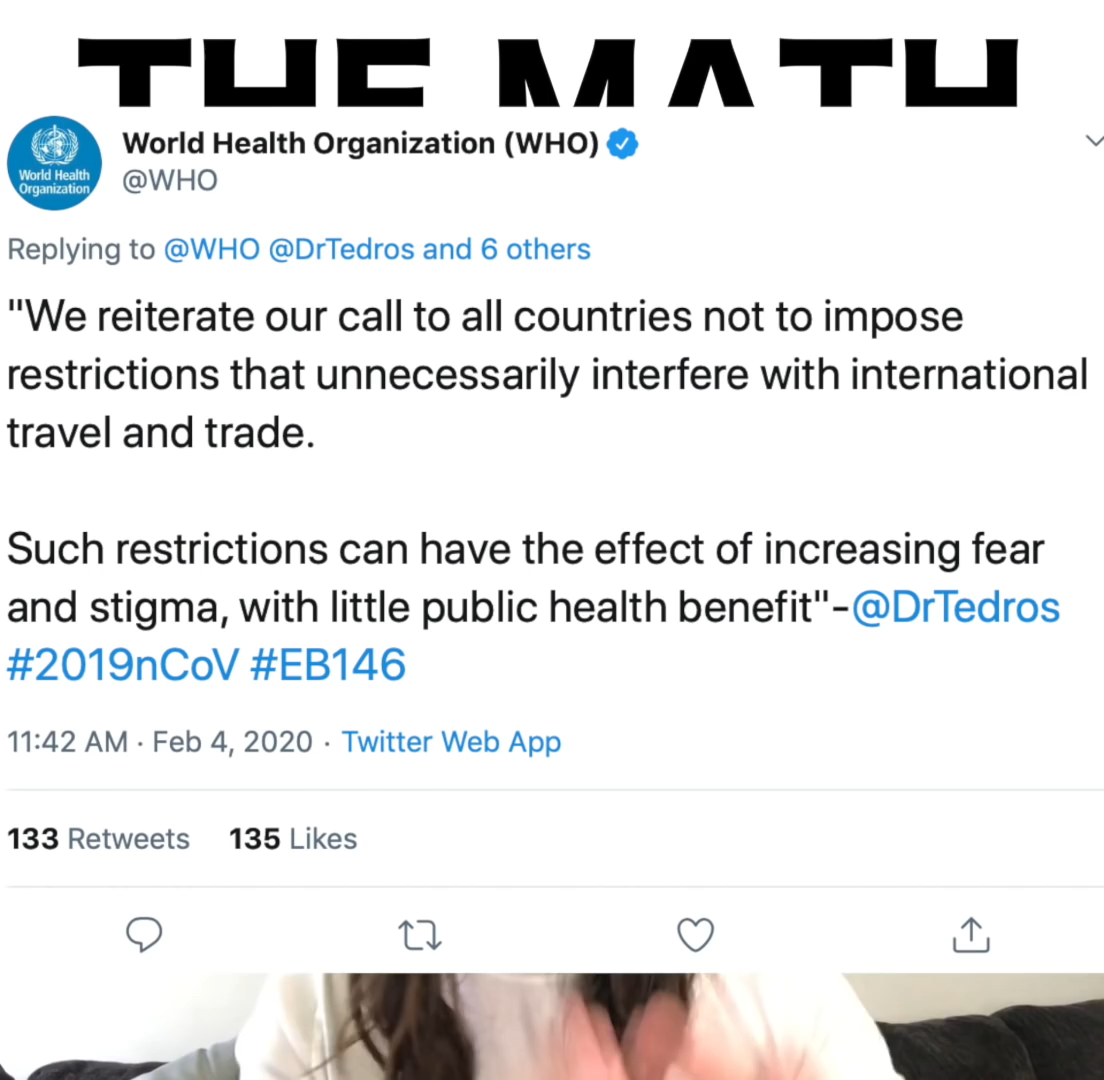 THE MATH
World Health Organization (WHO)
@WHO
World Health
Organization
Replying to @WHO @DrTedros and 6 others
"We reiterate our call to all countries not to impose
restrictions that unnecessarily interfere with international
travel and trade.
Such restrictions can have the effect of increasing fear
and stigma, with little public health benefit"-@DrTedros
#2019nCoV #EB146
11:42 AM · Feb 4, 2020 · Twitter Web App
133 Retweets 135 Likes